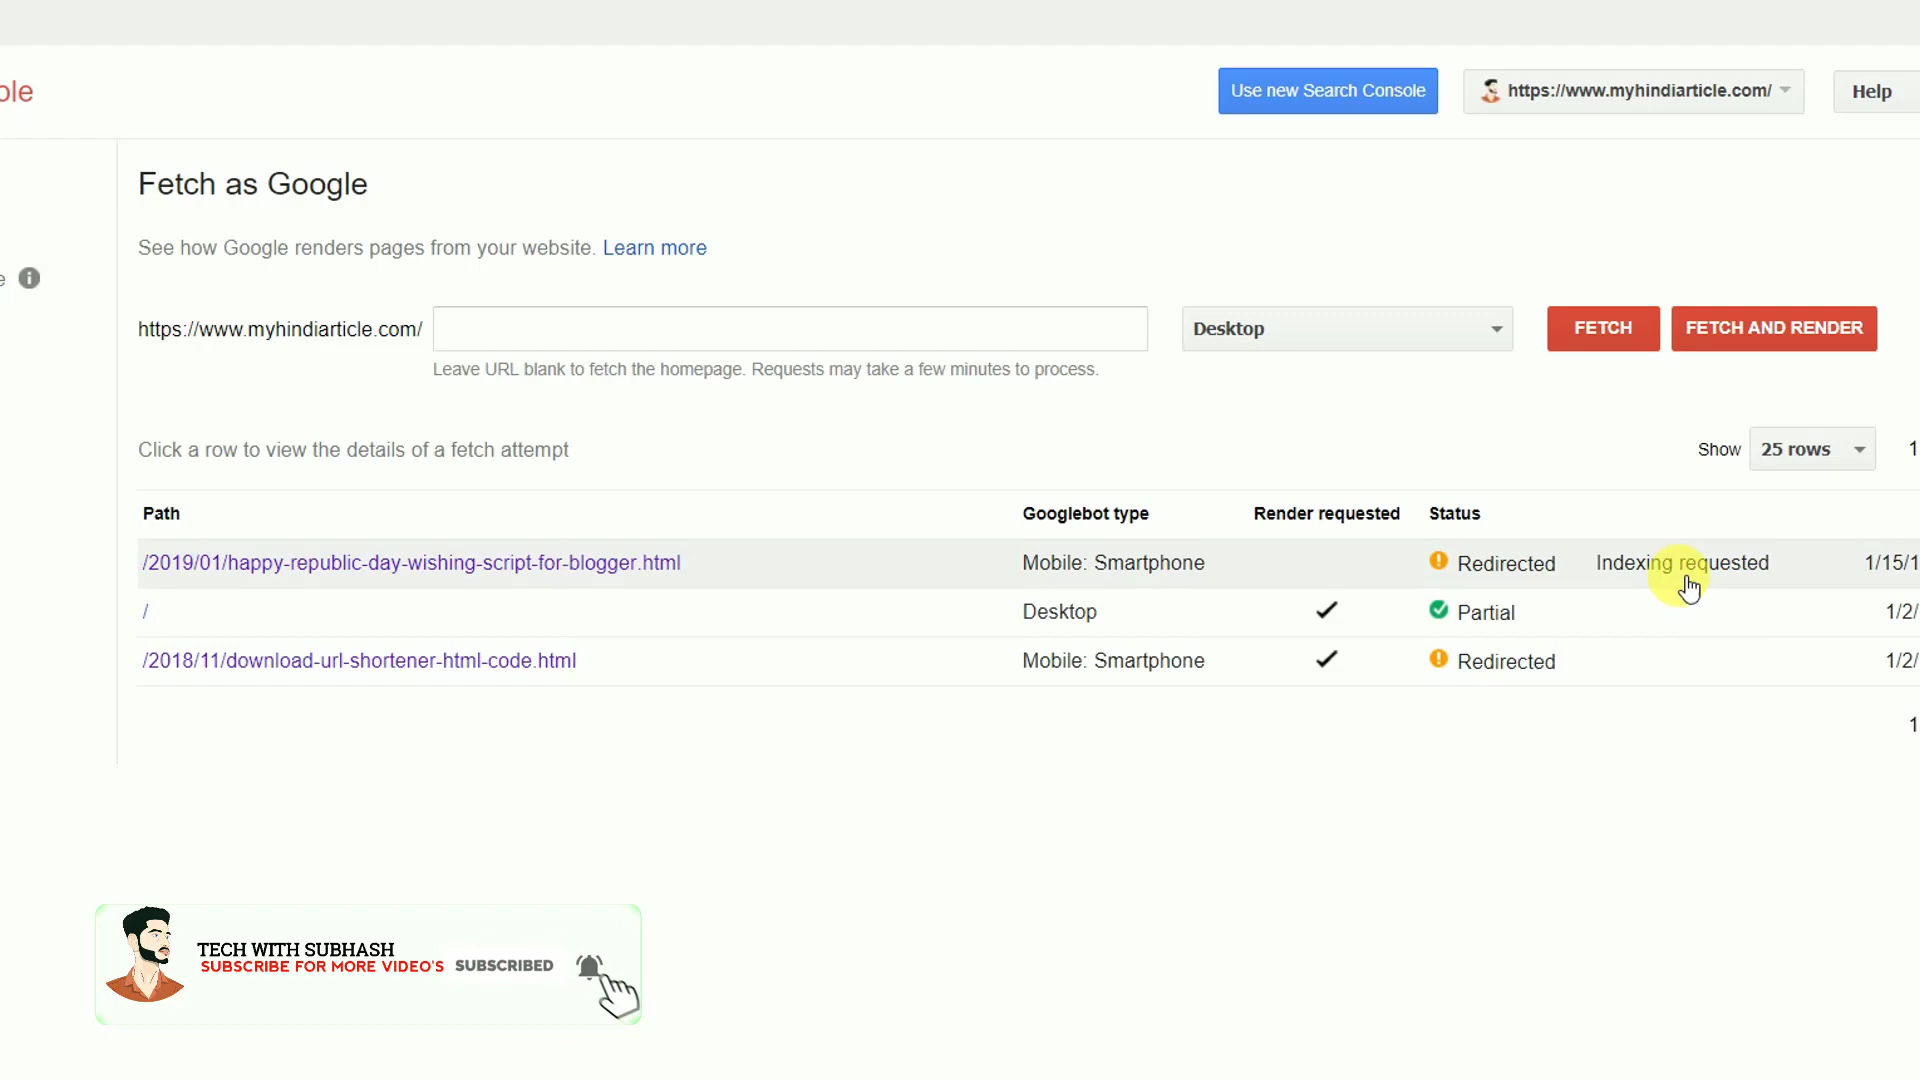 ole
Use new Search Console
https://www.myhindiarticle.com/
Help
Fetch as Google
See how Google renders pages from your website. Learn more
e
https://www.myhindiarticle.com/
Desktop
FETCH
FETCH AND RENDER
Leave URL blank to fetch the homepage. Requests may take a few minutes to process.
Click a row to view the details of a fetch attempt
Show 25 rows 1
Path Googlebot type Render requested Status
/2019/01/happy-republic-day-wishing-script-for-blogger.html Mobile: Smartphone Redirected Indexing requested 1/15/1
/ Desktop Partial 1/2/
/2018/11/download-url-shortener-html-code.html Mobile: Smartphone Redirected 1/2/
1
TECH WITH SUBHASH
SUBSCRIBE FOR MORE VIDEO'S SUBSCRIBED